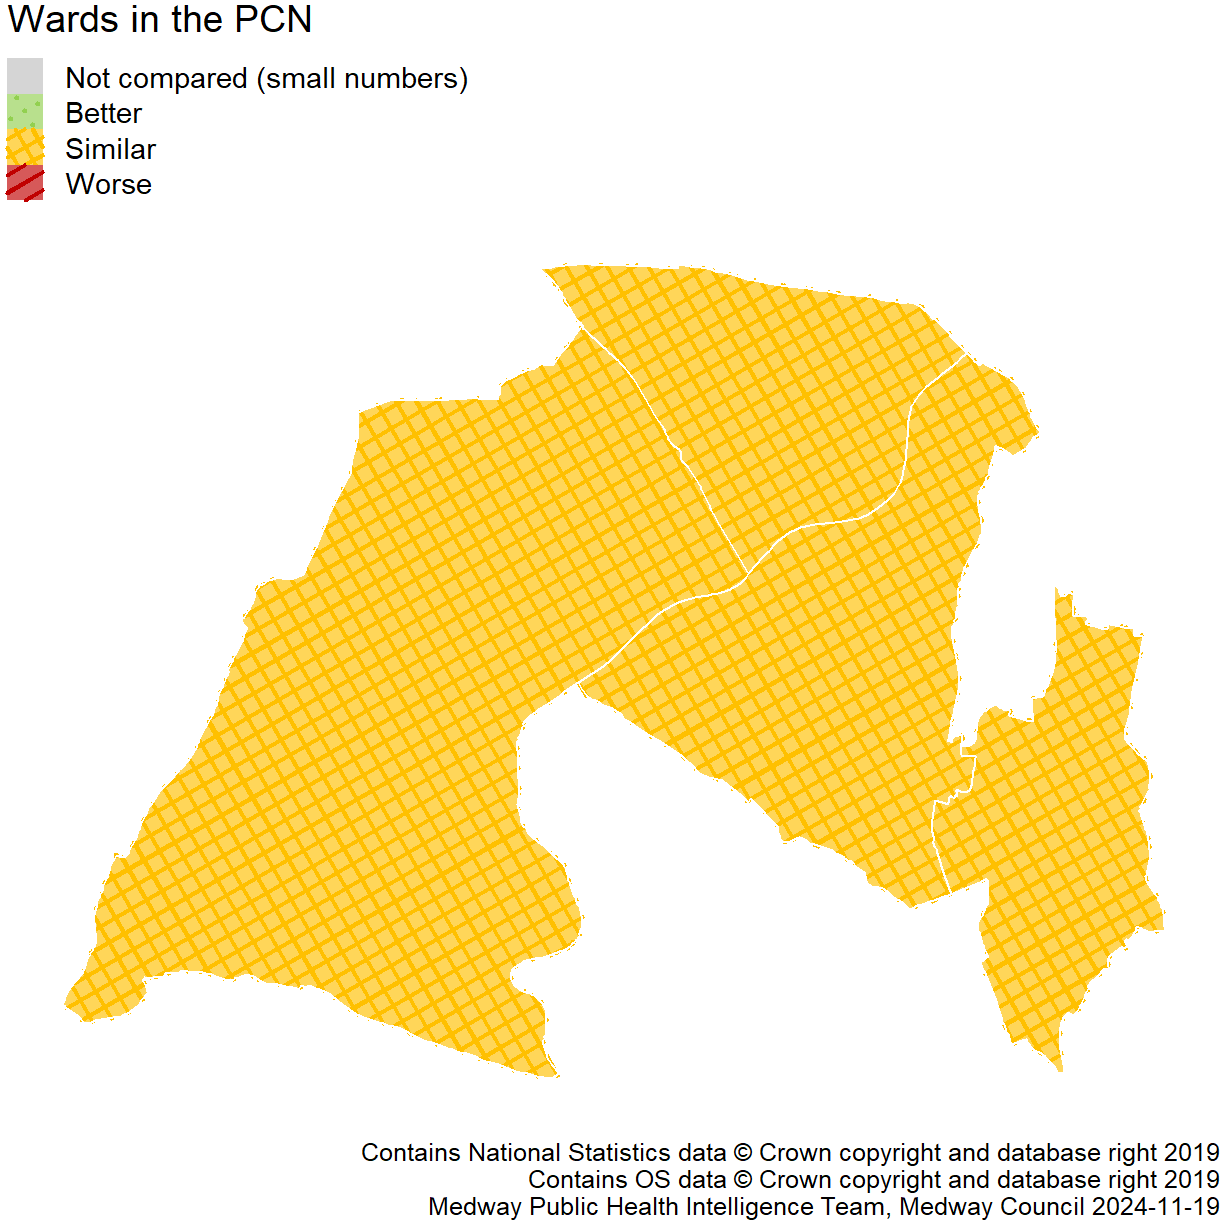 Wards in the PCN
Not compared (small numbers)
Better
Similar
Worse
Contains National Statistics data © Crown copyright and database right 2019
Contains OS data © Crown copyright and database right 2019
Medway Public Health Intelligence Team, Medway Council 2024-11-19